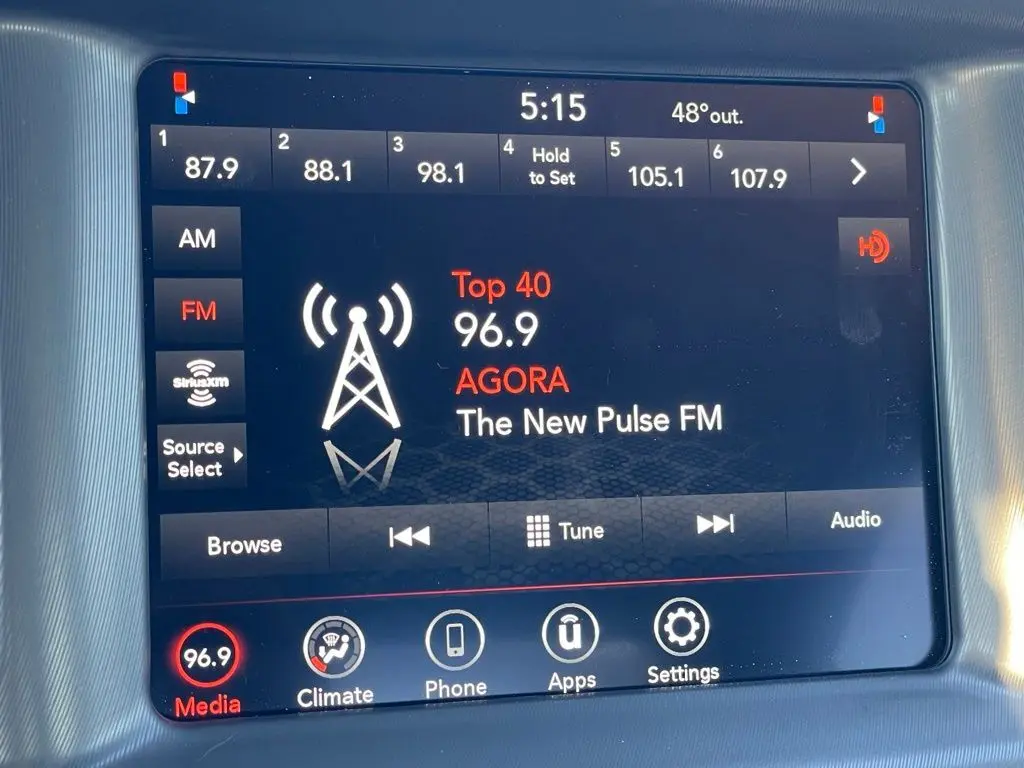 5:15
48° out.
1 87.9
2 88.1
3 98.1
4 Hold to Set
5 105.1
6 107.9
AM
FM
SiriusXM
Source Select
HD
Top 40
96.9
AGORA
The New Pulse FM
Browse
Tune
Audio
96.9
Media
Climate
Phone
ū
Apps
Settings